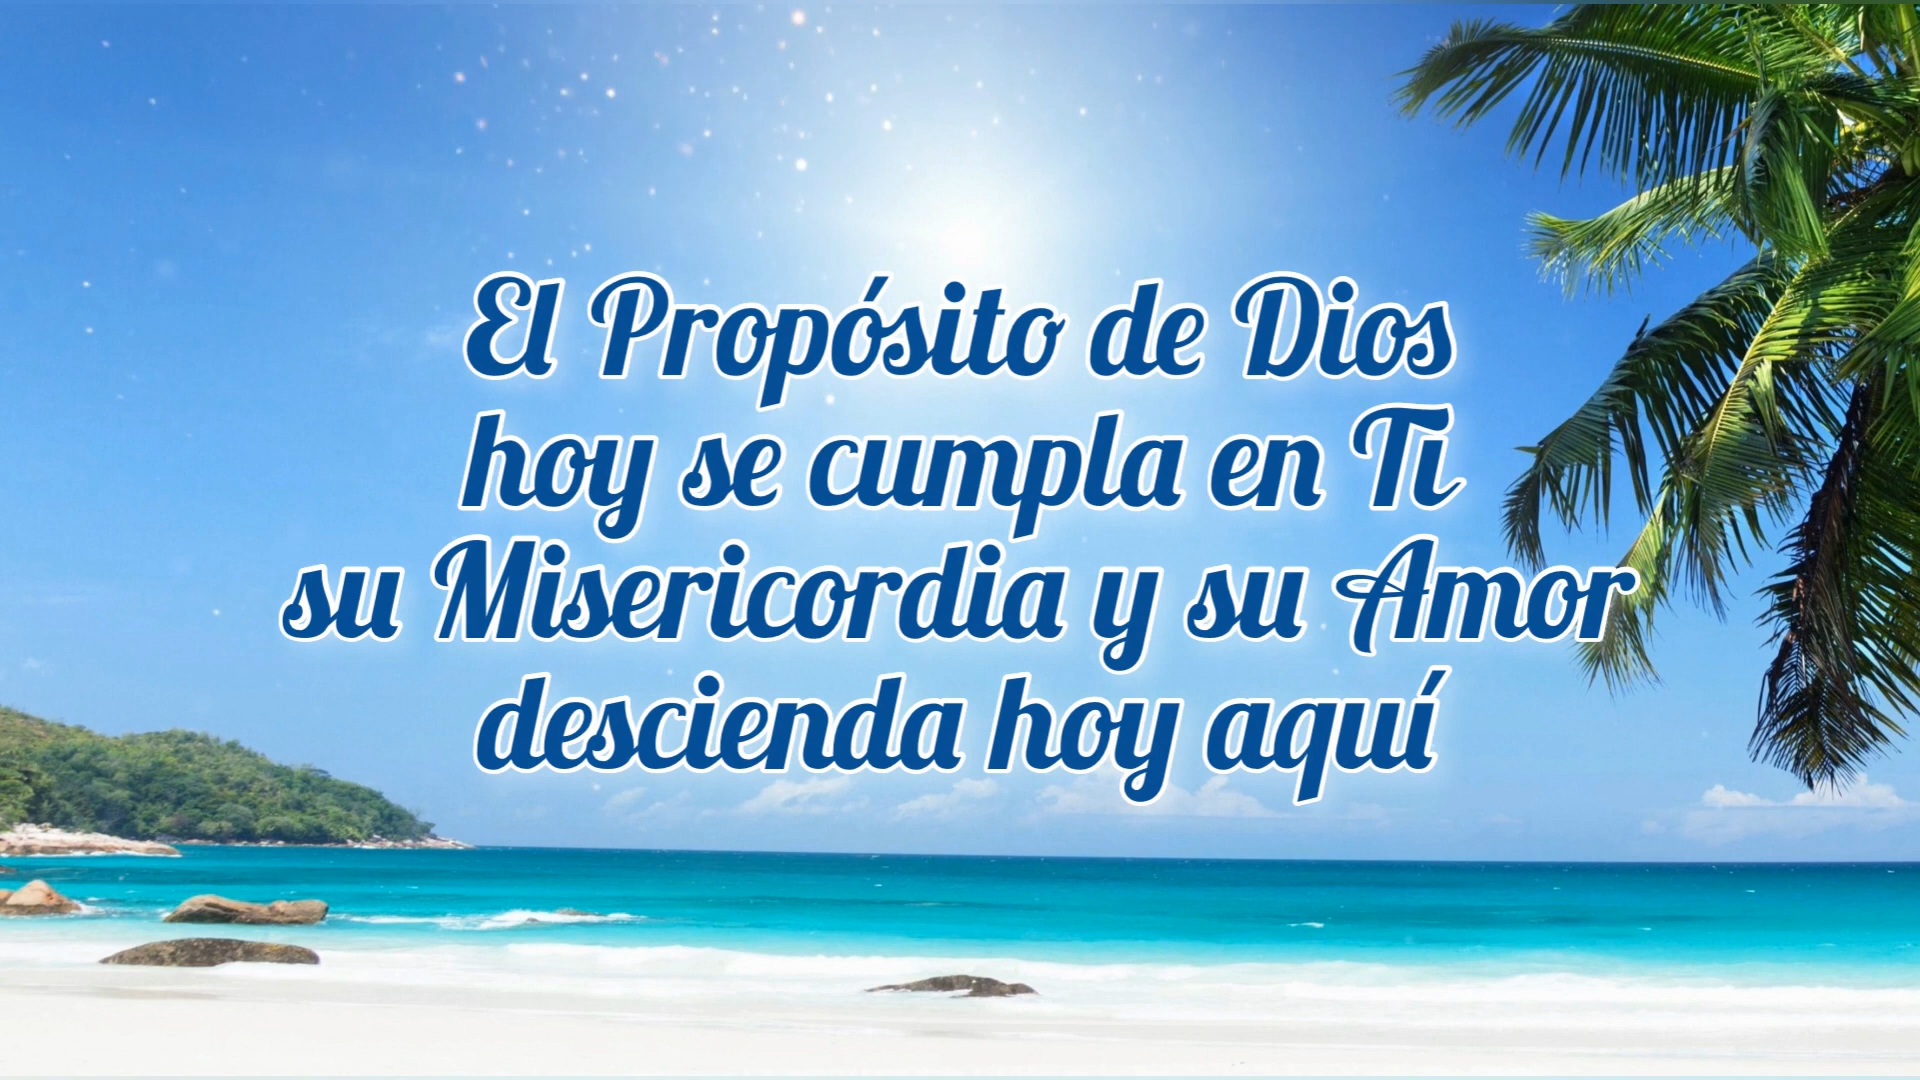 El Propósito de Dios
hoy se cumpla en Ti
su Misericordia y su Amor
descienda hoy aquí